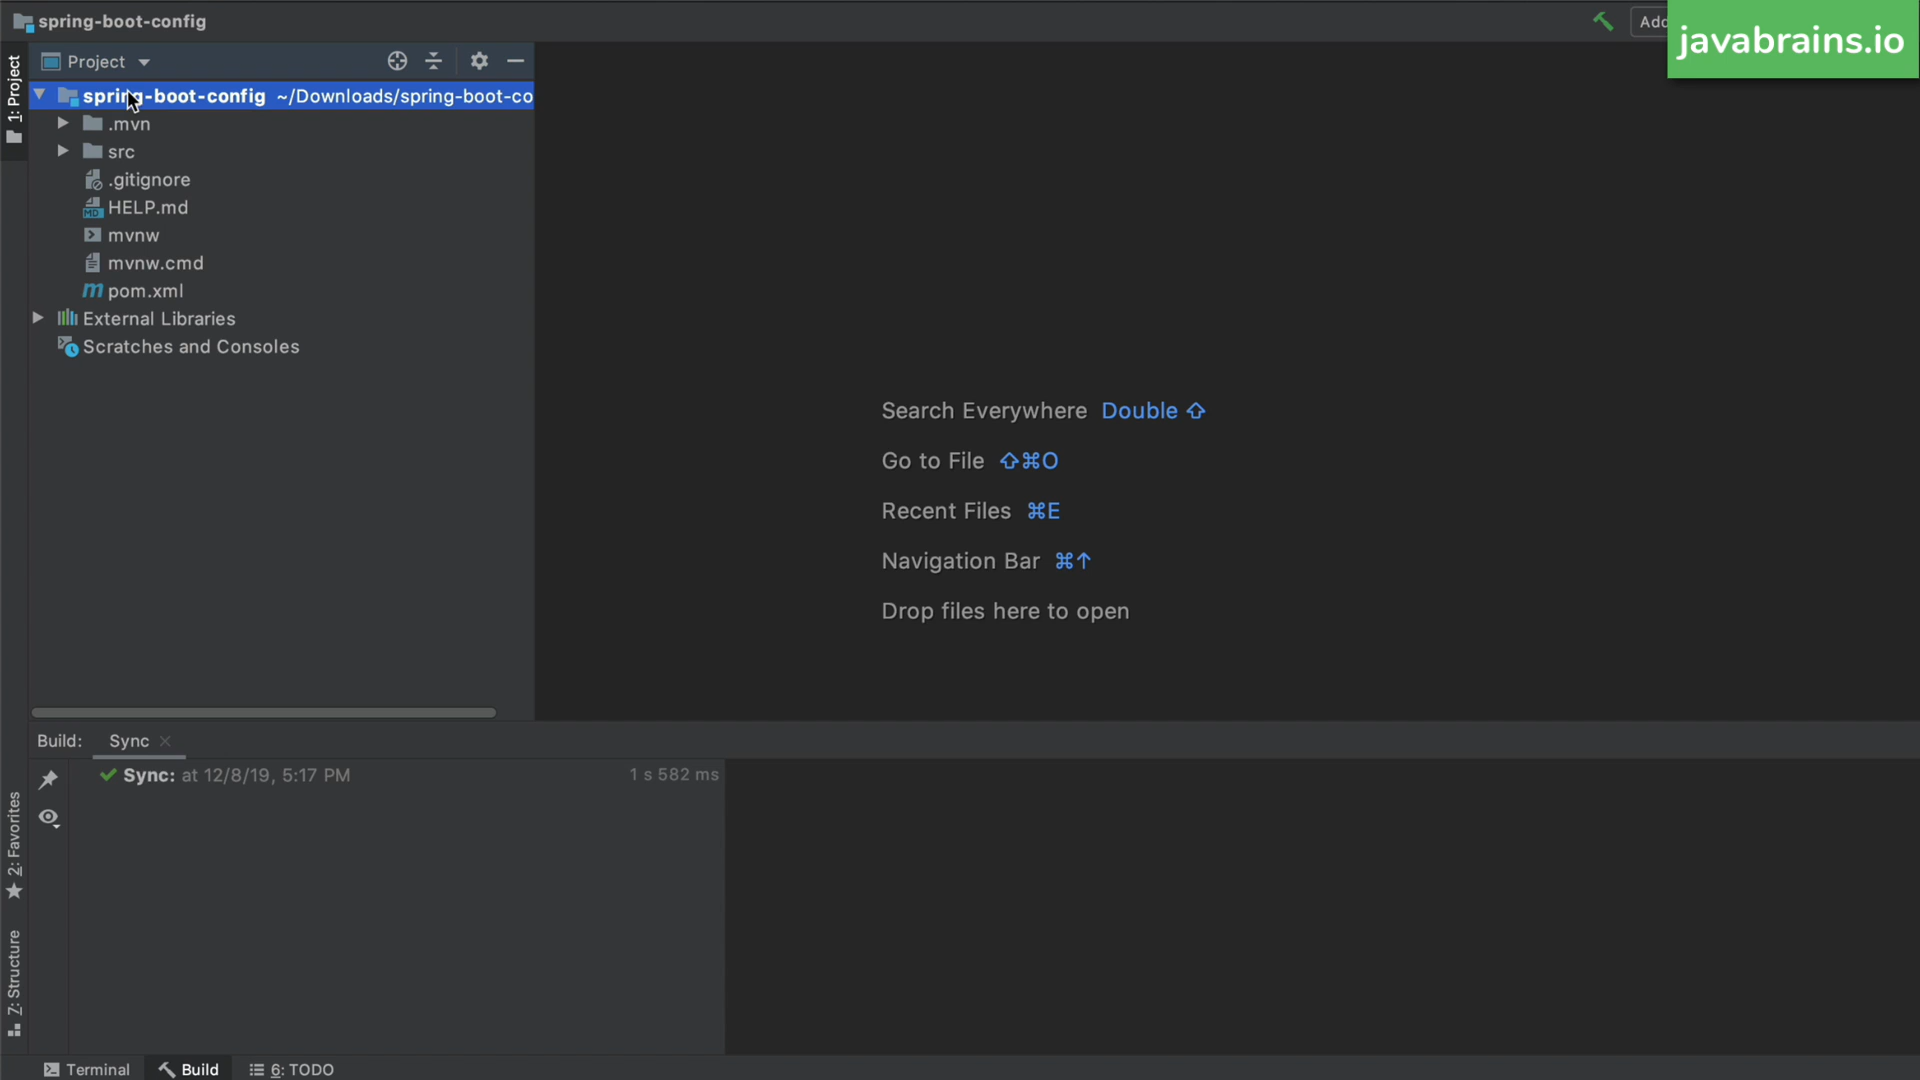 spring-boot-config
Add
javabrains.io
1: Project
Project
spring-boot-config ~/Downloads/spring-boot-co
.mvn
src
.gitignore
HELP.md
mvnw
mvnw.cmd
pom.xml
External Libraries
Scratches and Consoles
Search Everywhere Double ⇧
Go to File ⇧⌘O
Recent Files ⌘E
Navigation Bar ⌘↑
Drop files here to open
Build: Sync
Sync: at 12/8/19, 5:17 PM 1 s 582 ms
2: Favorites
Z: Structure
Terminal Build 6: TODO